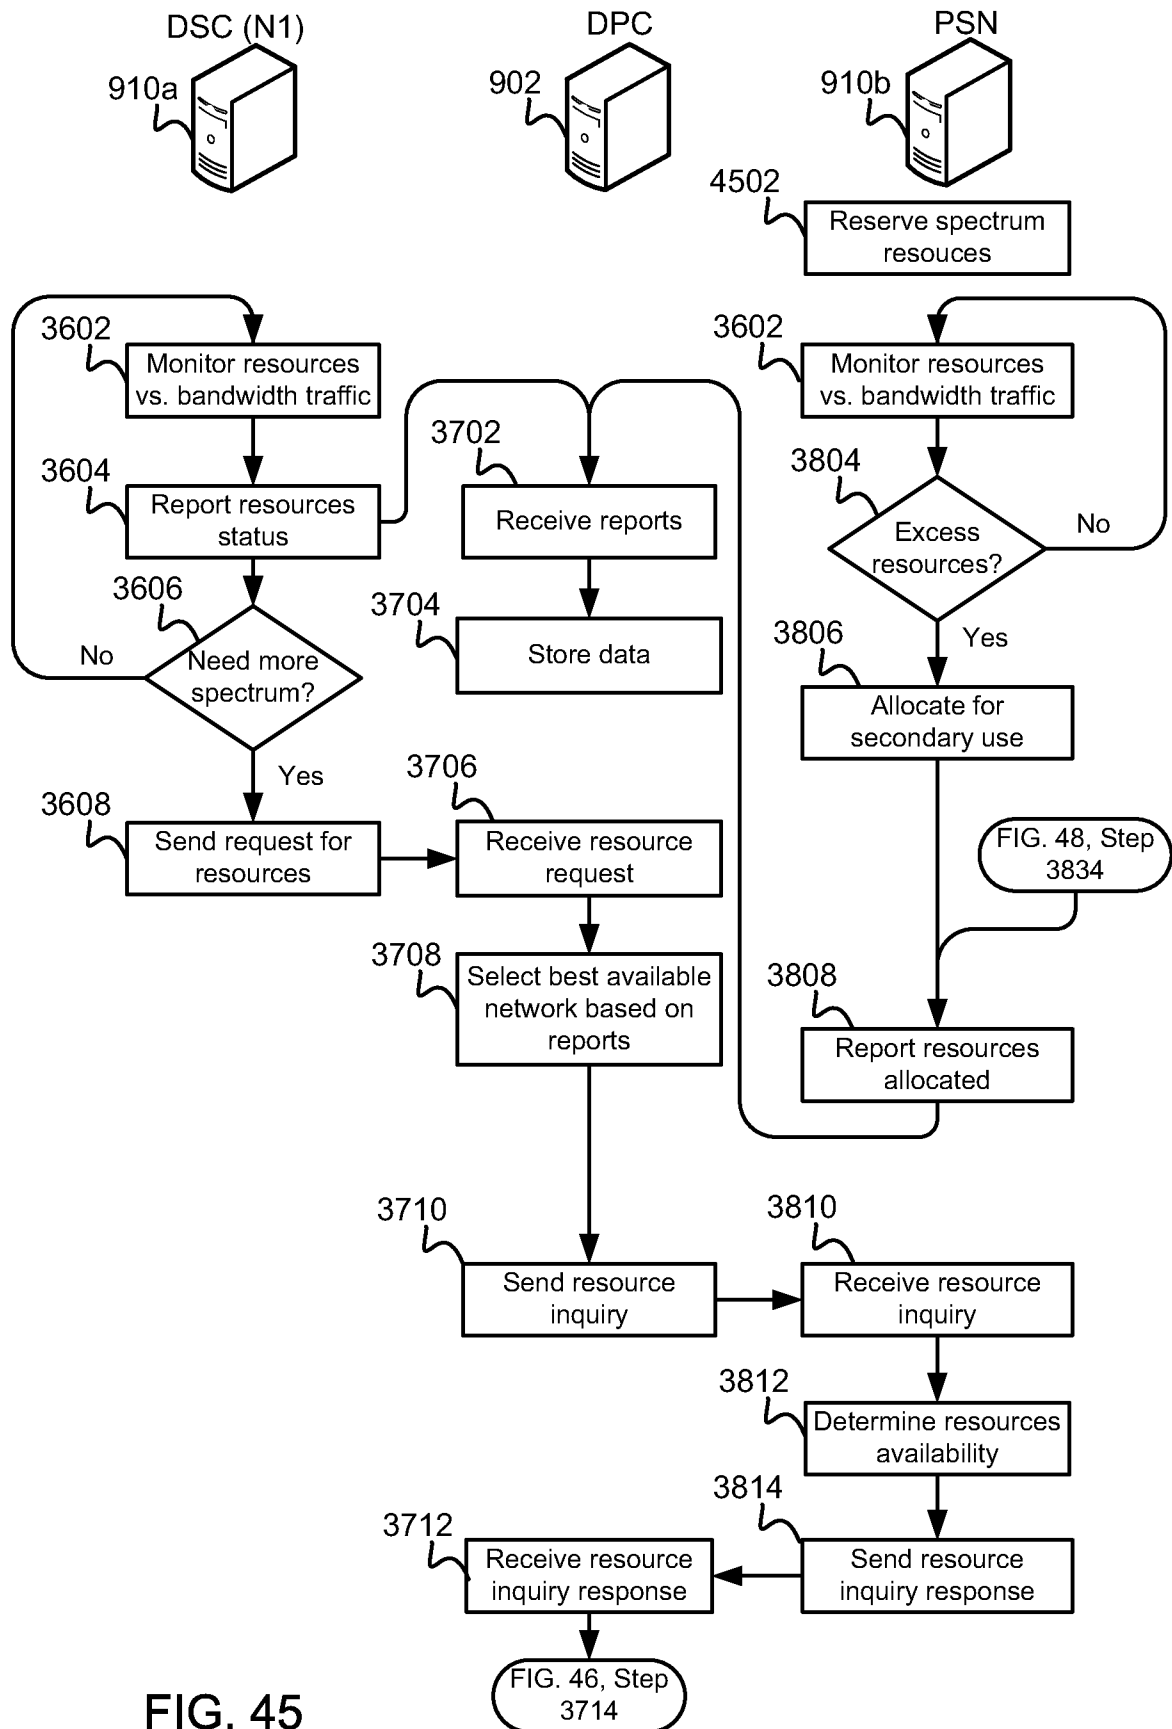 DSC (N1)
DPC
PSN
910a
902
910b
4502
Reserve spectrum
resouces
3602
Monitor resources
vs. bandwidth traffic
3602
Monitor resources
vs. bandwidth traffic
3604
Report resources
status
3702
Receive reports
3804
Excess
resources?
No
Yes
3606
Need more
spectrum?
No
Yes
3704
Store data
3806
Allocate for
secondary use
3608
Send request for
resources
3706
Receive resource
request
FIG. 48, Step
3834
3708
Select best available
network based on
reports
3808
Report resources
allocated
3710
Send resource
inquiry
3810
Receive resource
inquiry
3812
Determine resources
availability
3814
Send resource
inquiry response
3712
Receive resource
inquiry response
FIG. 46, Step
3714
FIG. 45